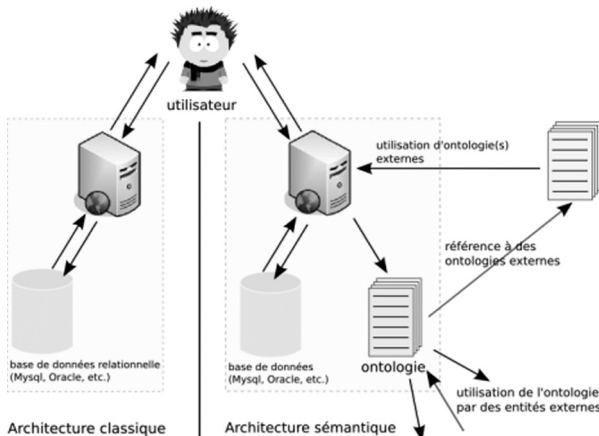 utilisateur
utilisation d'ontologie(s)
externes
référence à des
ontologies externes
base de données relationnelle
(Mysql, Oracle, etc.)
base de données
(Mysql, Oracle, etc.)
ontologie
utilisation de l'ontologie
par des entités externes
Architecture classique
Architecture sémantique